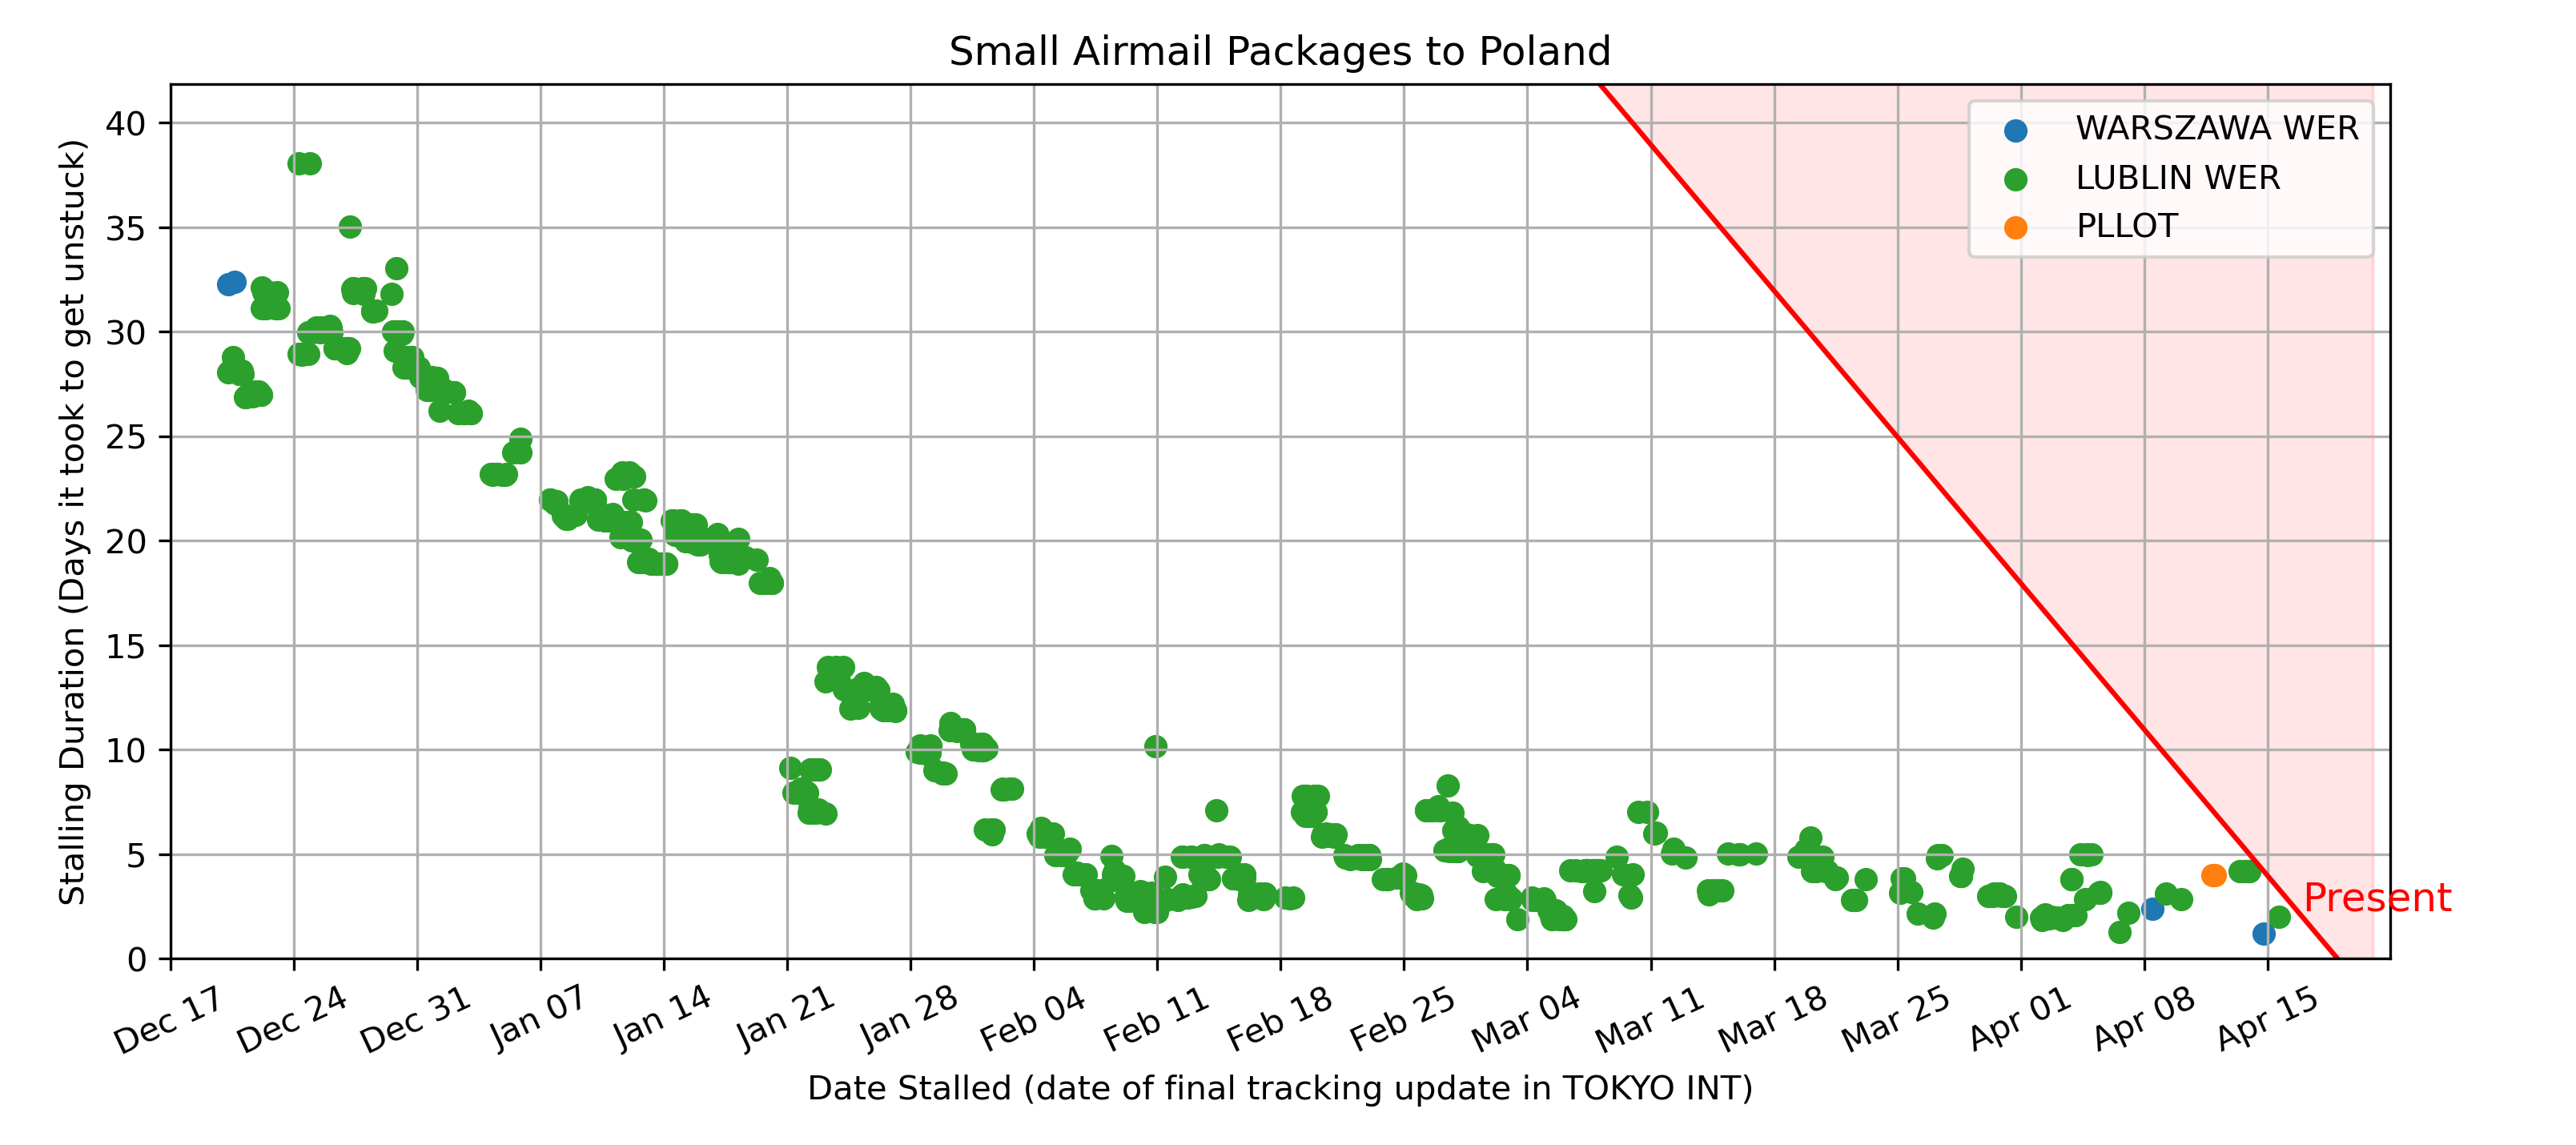 Small Airmail Packages to Poland
Stalling Duration (Days it took to get unstuck)
40
35
30
25
20
15
10
5
0
WARSZAWA WER
LUBLIN WER
PLLOT
Present
Dec 17
Dec 24
Dec 31
Jan 07
Jan 14
Jan 21
Jan 28
Feb 04
Feb 11
Feb 18
Feb 25
Mar 04
Mar 11
Mar 18
Mar 25
Apr 01
Apr 08
Apr 15
Date Stalled (date of final tracking update in TOKYO INT)